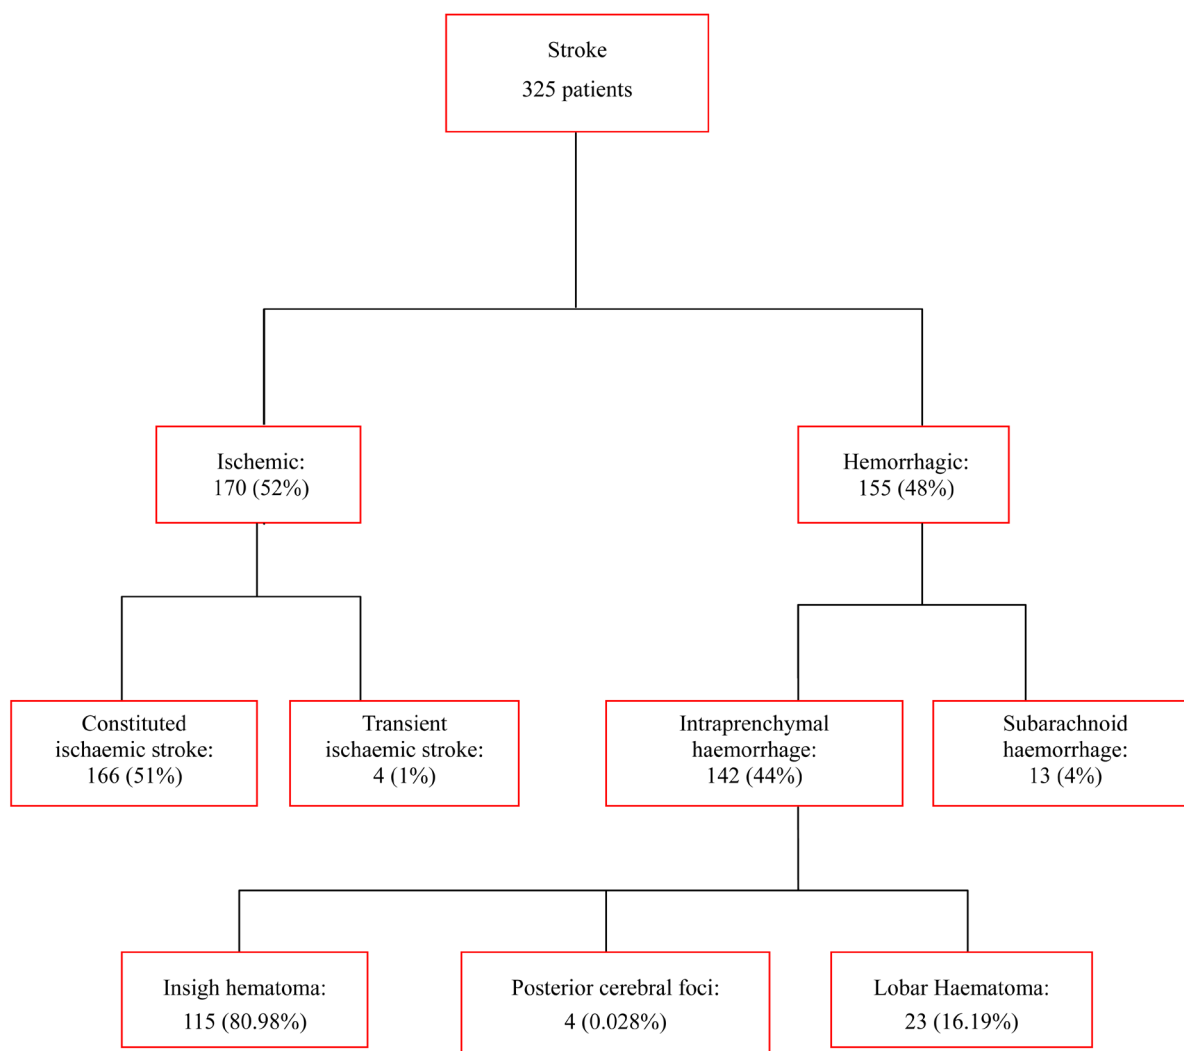 Stroke
325 patients
Ischemic:
170 (52%)
Hemorrhagic:
155 (48%)
Constituted
ischaemic stroke:
166 (51%)
Transient
ischaemic stroke:
4 (1%)
Intraprenchymal
haemorrhage:
142 (44%)
Subarachnoid
haemorrhage:
13 (4%)
Insigh hematoma:
115 (80.98%)
Posterior cerebral foci:
4 (0.028%)
Lobar Haematoma:
23 (16.19%)